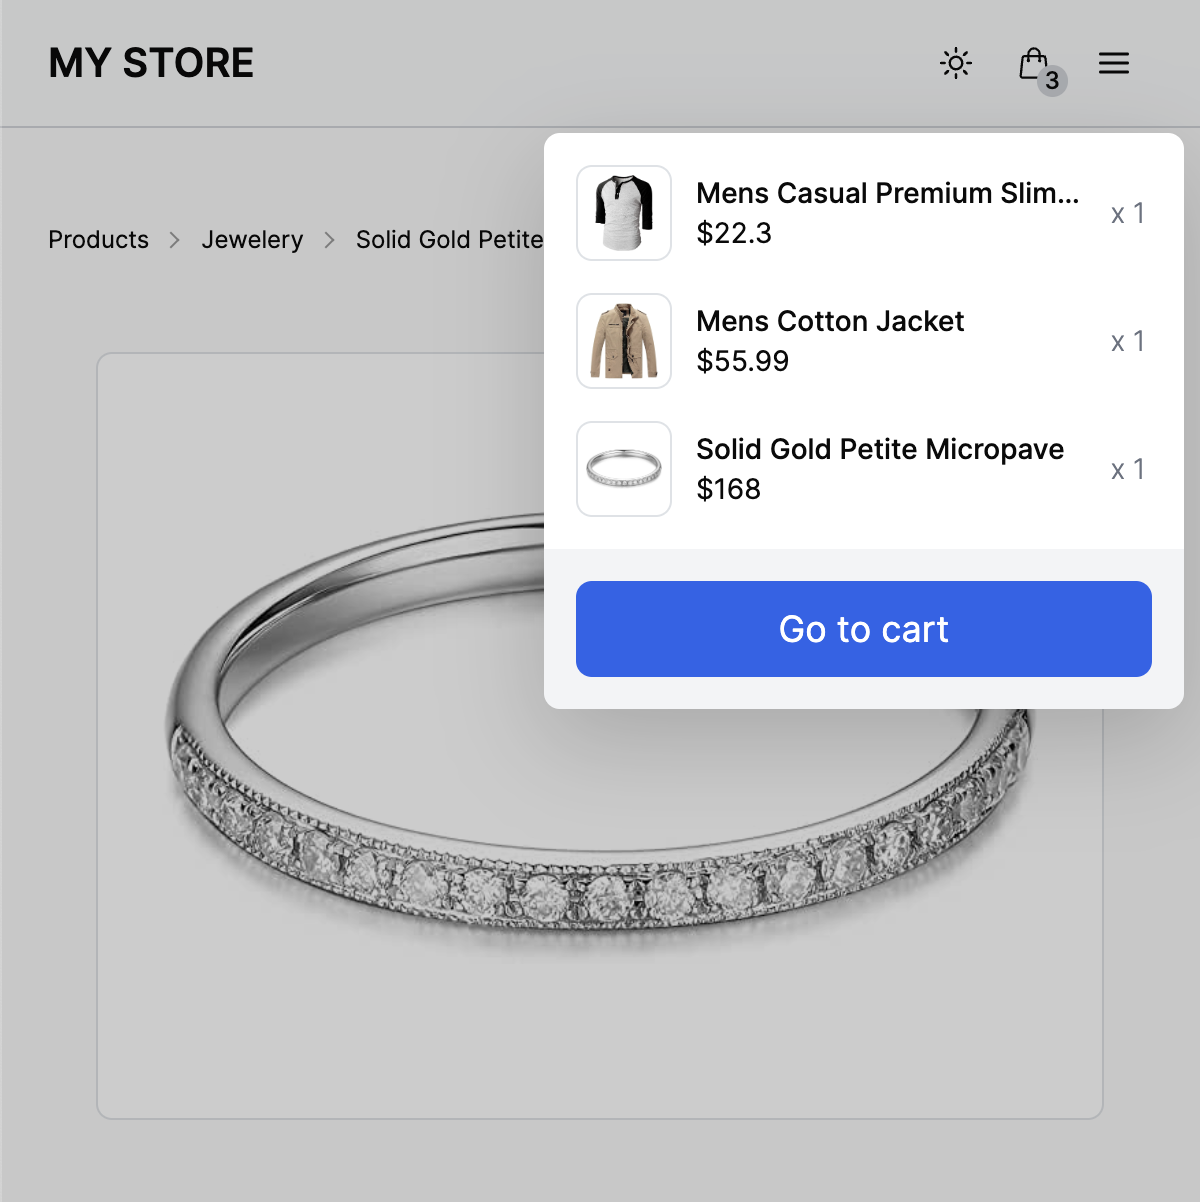 MY STORE
3
Products > Jewelery > Solid Gold Petite
Mens Casual Premium Slim...
$22.3
x 1
Mens Cotton Jacket
$55.99
x 1
Solid Gold Petite Micropave
$168
x 1
Go to cart